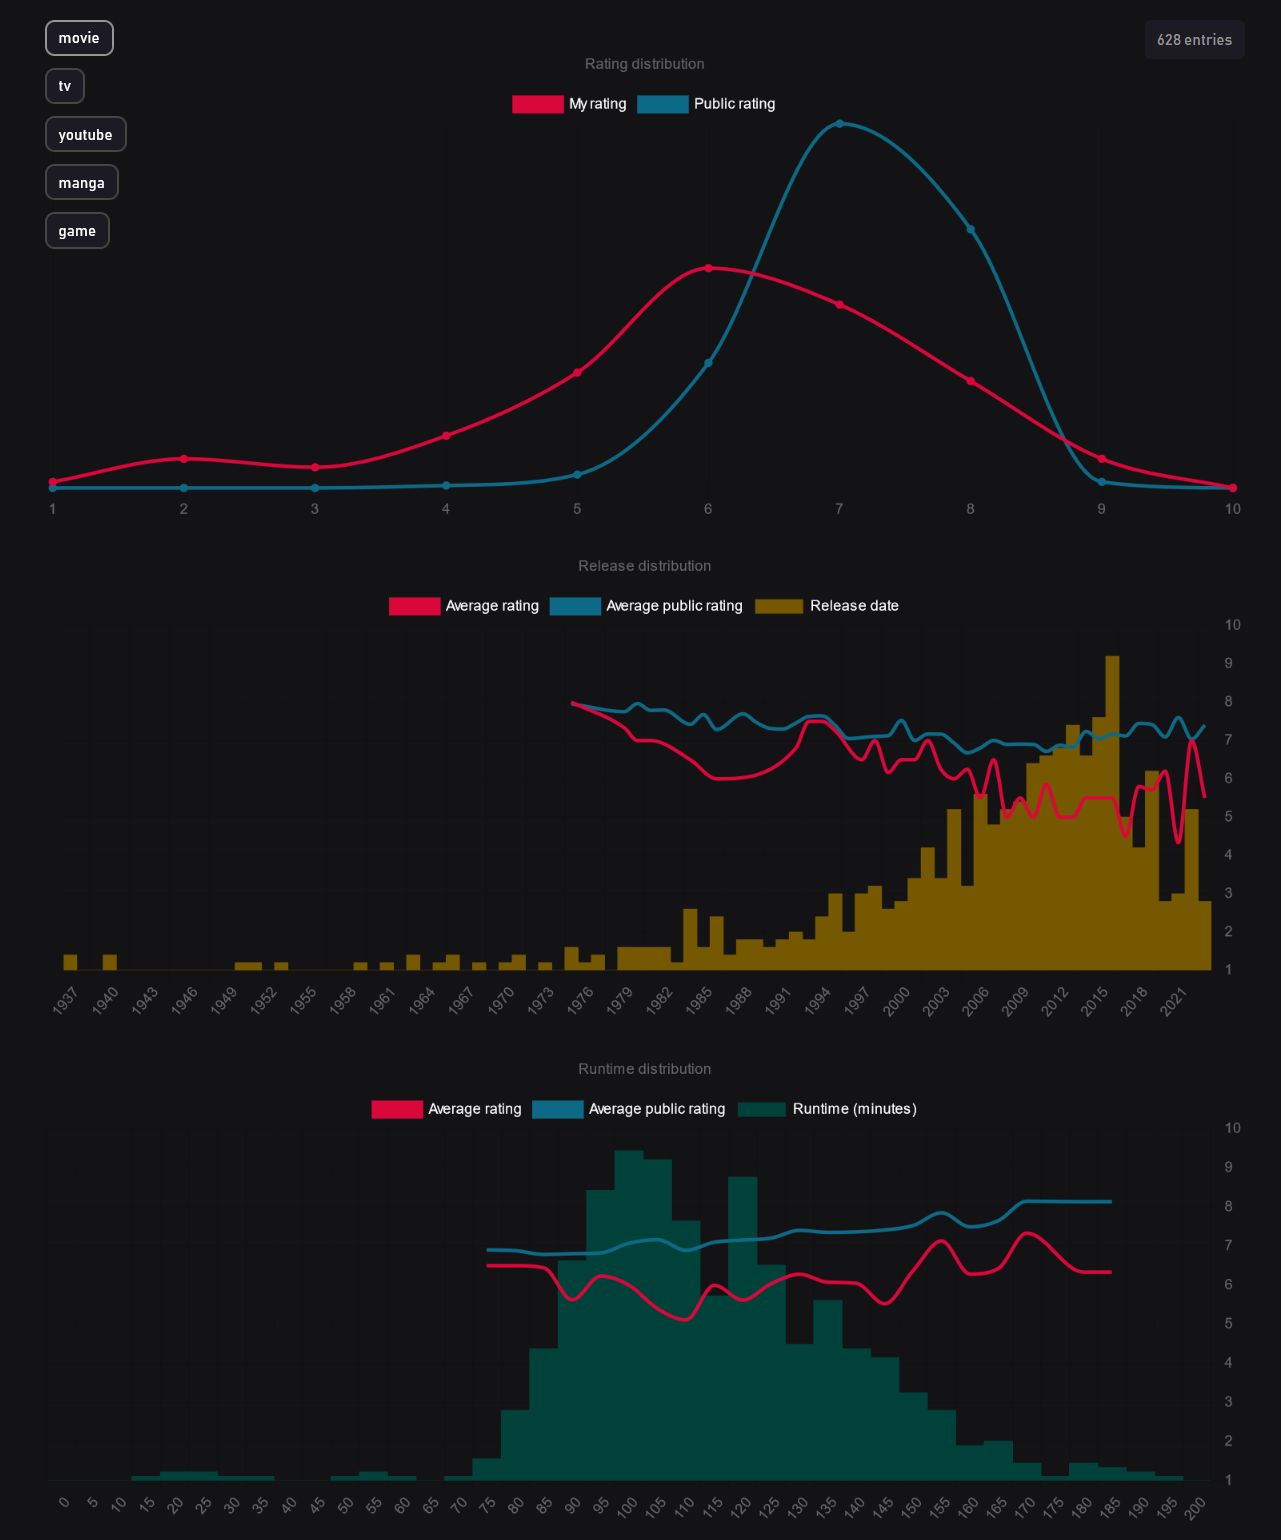 movie
628 entries
Rating distribution
tv
My rating Public rating
youtube
manga
game
1 2 3 4 5 6 7 8 9 10
Release distribution
Average rating Average public rating Release date
10
9
8
7
6
5
4
3
2
1
1937 1940 1943 1946 1949 1952 1955 1958 1961 1964 1967 1970 1973 1976 1979 1982 1985 1988 1991 1994 1997 2000 2003 2006 2009 2012 2015 2018 2021
Runtime distribution
Average rating Average public rating Runtime (minutes)
10
9
8
7
6
5
4
3
2
1
0 5 10 15 20 25 30 35 40 45 50 55 60 65 70 75 80 85 90 95 100 105 110 115 120 125 130 135 140 145 150 155 160 165 170 175 180 185 190 195 200